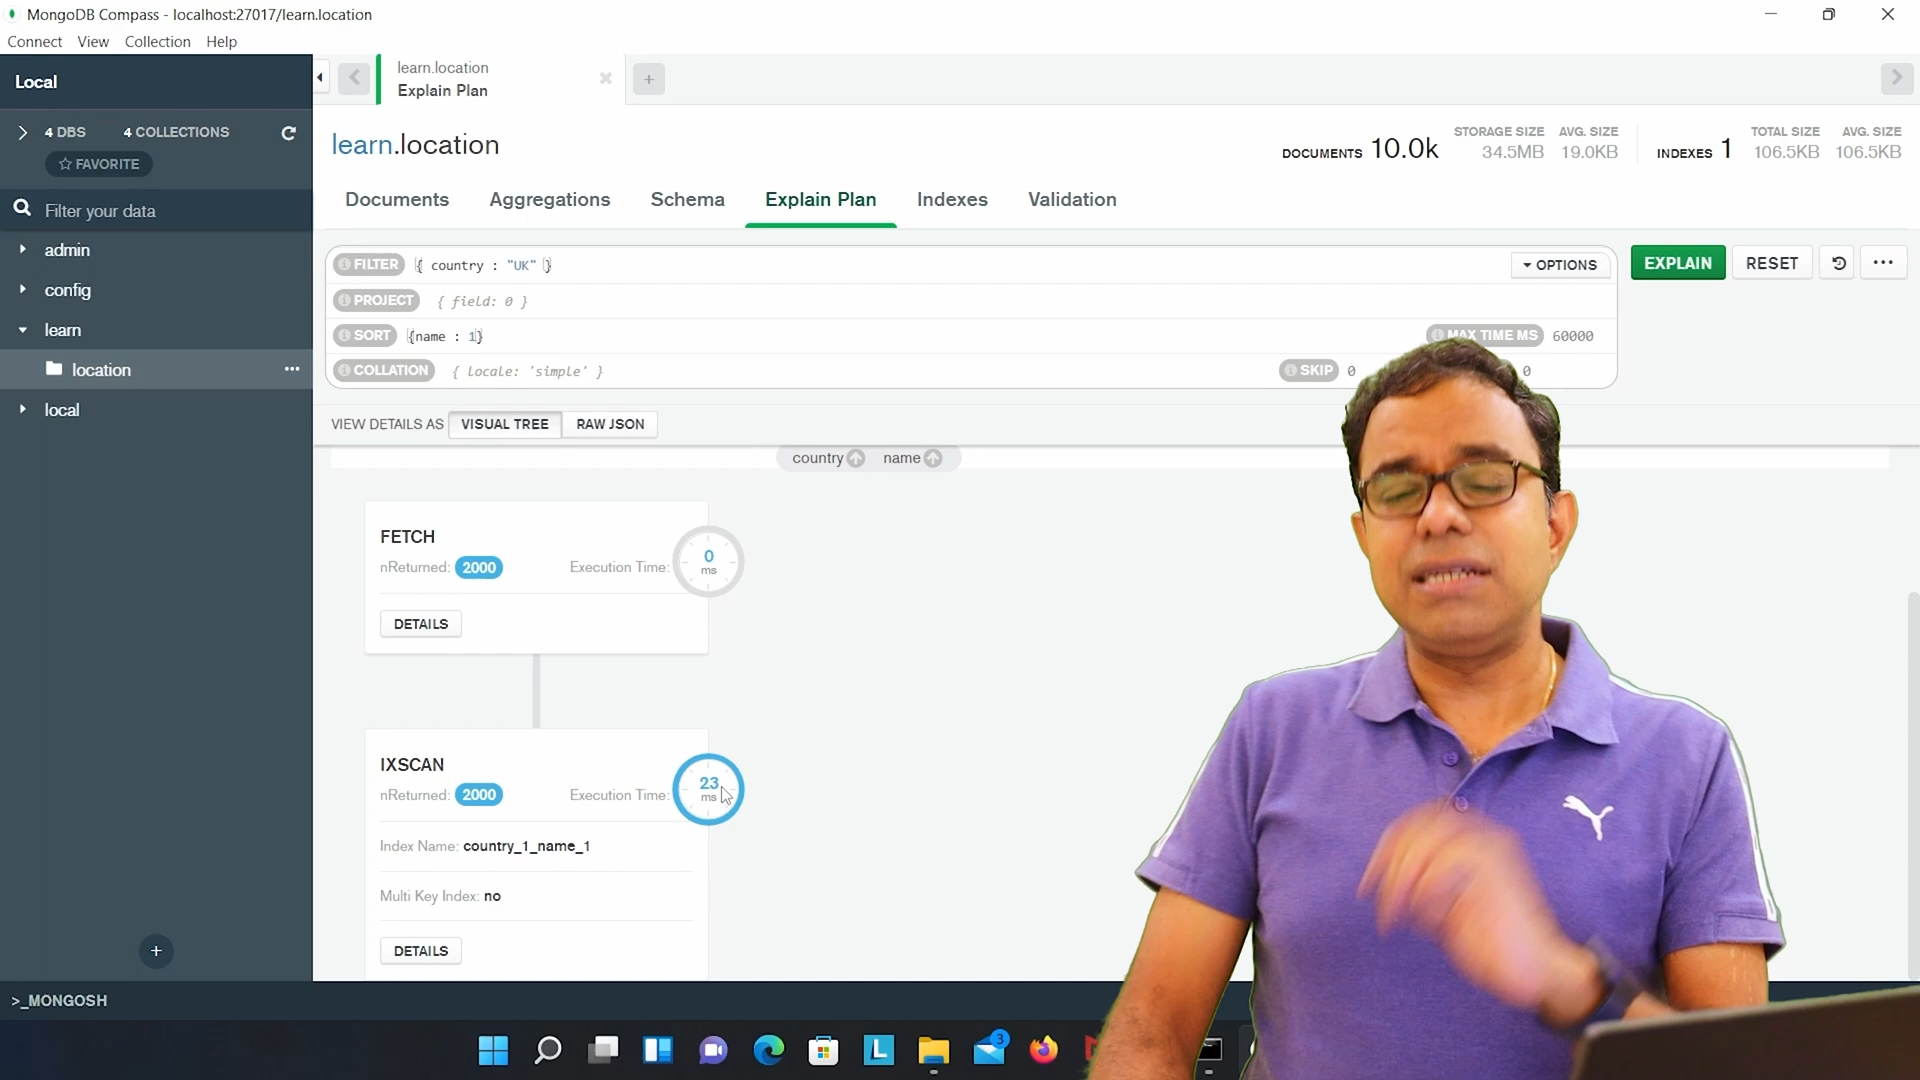 MongoDB Compass - localhost:27017/learn.location
Connect View Collection Help
Local
learn.location
Explain Plan
4 DBS 4 COLLECTIONS
FAVORITE
Filter your data
admin
config
learn
location
local
learn.location
DOCUMENTS 10.0k STORAGE SIZE 34.5MB AVG. SIZE 19.0KB INDEXES 1 TOTAL SIZE 106.5KB AVG. SIZE 106.5KB
Documents Aggregations Schema Explain Plan Indexes Validation
FILTER { country : "UK" } OPTIONS EXPLAIN RESET
PROJECT { field: 0 }
SORT {name : 1} MAX TIME MS 60000
COLLATION { locale: 'simple' } SKIP 0 0
VIEW DETAILS AS VISUAL TREE RAW JSON
country name
FETCH
nReturned: 2000 Execution Time: 0 ms
DETAILS
IXSCAN
nReturned: 2000 Execution Time: 23 ms
Index Name: country_1_name_1
Multi Key Index: no
DETAILS
>_MONGOSH
L
3